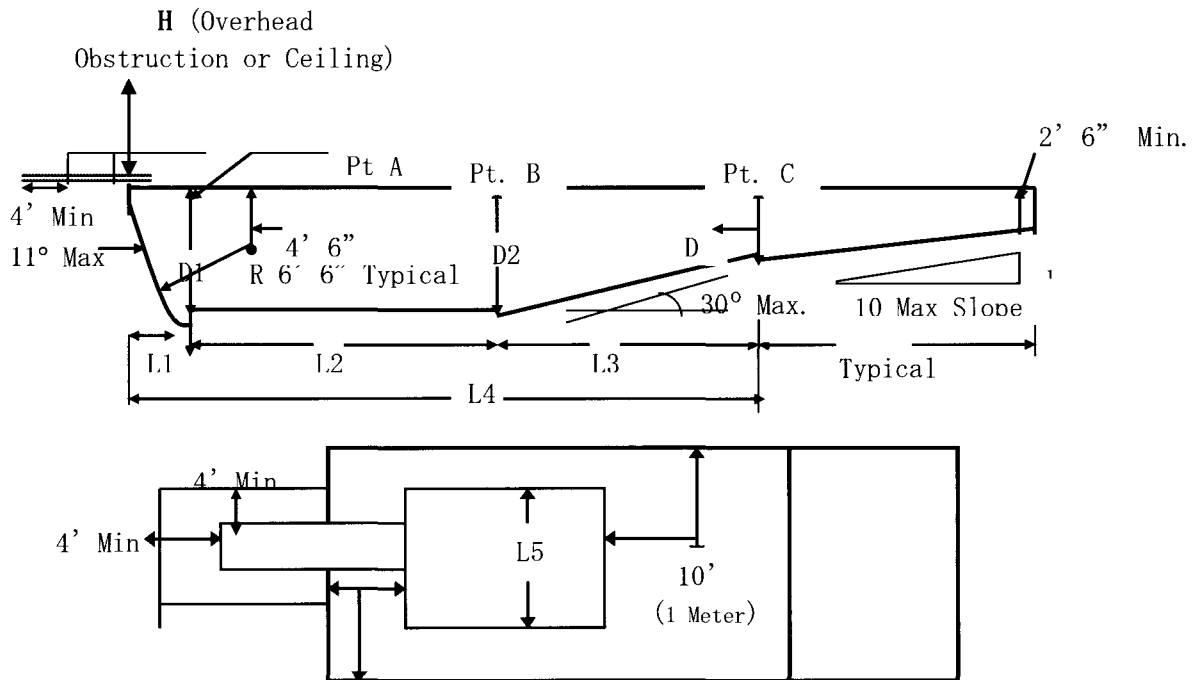 H (Overhead
Obstruction or Ceiling)
2' 6" Min.
Pt A
Pt. B
Pt. C
4' Min
11° Max
D1
4' 6"
R 6' 6" Typical
D2
D
30° Max.
10 Max Slope
L1
L2
L3
Typical
L4
4' Min
4' Min
L5
10'
(1 Meter)